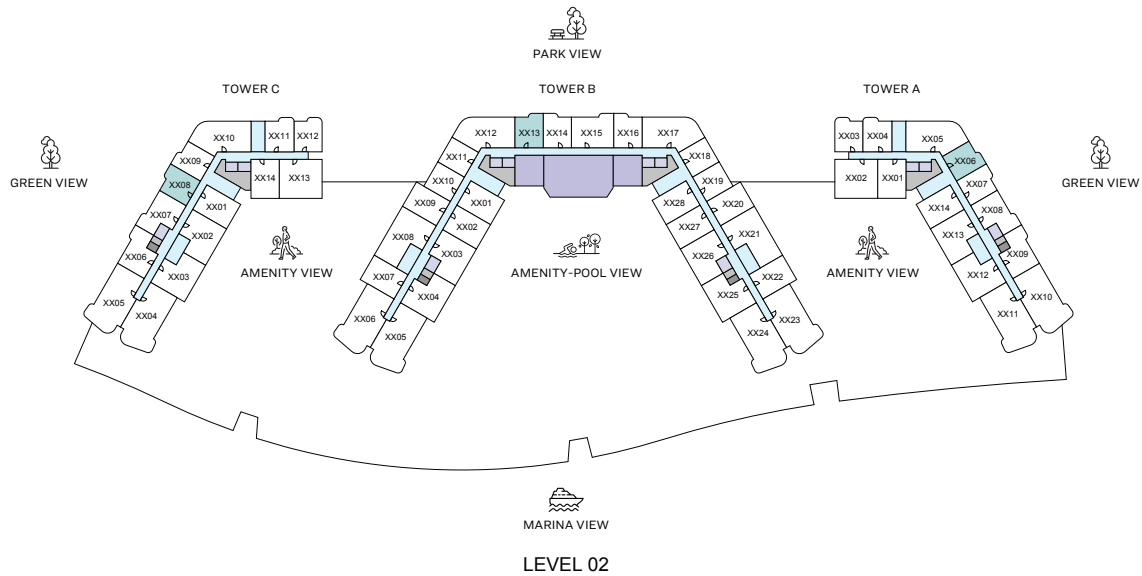 PARK VIEW
TOWER C
TOWER B
TOWER A
GREEN VIEW
GREEN VIEW
XX10
XX11
XX12
XX09
XX08
XX14
XX13
XX07
XX01
XX02
XX06
XX03
XX05
XX04
AMENITY VIEW
XX12
XX13
XX14
XX15
XX16
XX17
XX11
XX18
XX10
XX19
XX09
XX01
XX28
XX20
XX08
XX02
XX27
XX21
XX03
XX26
XX07
XX04
XX25
XX22
XX06
XX05
XX24
XX23
AMENITY-POOL VIEW
XX03
XX04
XX05
XX06
XX02
XX01
XX07
XX14
XX08
XX13
XX09
XX12
XX10
XX11
AMENITY VIEW
MARINA VIEW
LEVEL 02